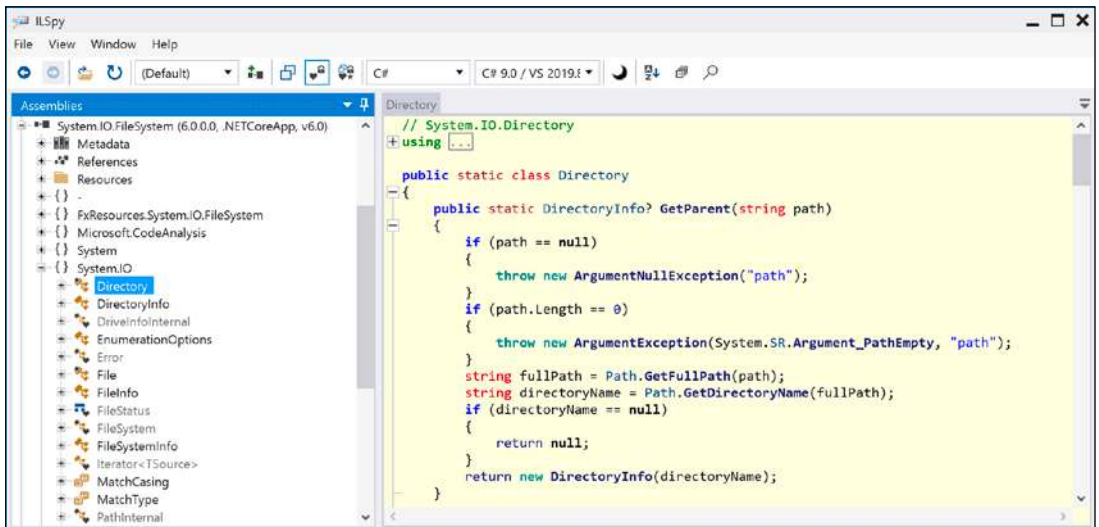 ILSpy
File View Window Help
(Default) C# C# 9.0 / VS 2019.8
Assemblies
System.IO.FileSystem (6.0.0.0, .NETCoreApp, v6.0)
Metadata
References
Resources
{ } -
{ } FxResources.System.IO.FileSystem
{ } Microsoft.CodeAnalysis
{ } System
{ } System.IO
Directory
DirectoryInfo
DriveInfoInternal
EnumerationOptions
Error
File
FileInfo
FileStatus
FileSystem
FileSystemInfo
Iterator<TSource>
MatchCasing
MatchType
PathInternal
Directory
// System.IO.Directory
using ...
public static class Directory
{
public static DirectoryInfo? GetParent(string path)
{
if (path == null)
{
throw new ArgumentNullException("path");
}
if (path.Length == 0)
{
throw new ArgumentException(System.SR.Argument_PathEmpty, "path");
}
string fullPath = Path.GetFullPath(path);
string directoryName = Path.GetDirectoryName(fullPath);
if (directoryName == null)
{
return null;
}
return new DirectoryInfo(directoryName);
}